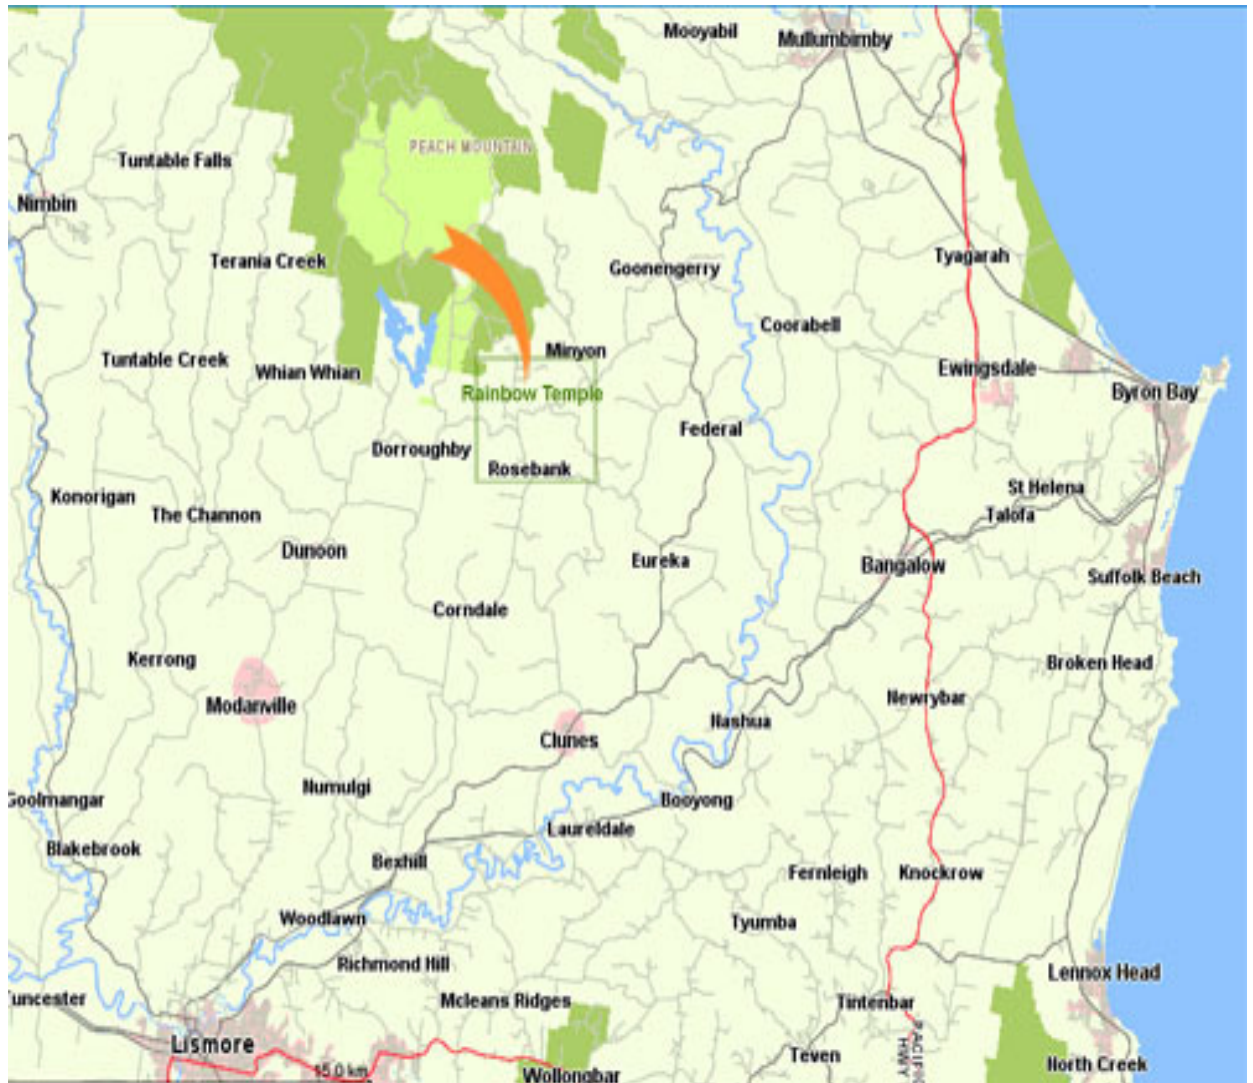 Mooyabil
Mullumbimby
PEACH MOUNTAIN
Tuntable Falls
Nimbin
Terania Creek
Goonengerry
Tyagarah
Coorabell
Minyon
Tuntable Creek
Whian Whian
Ewingsdale
Rainbow Temple
Byron Bay
Federal
Dorroughby
Rosebank
St Helena
Konorigan
The Channon
Talofa
Dunoon
Eureka
Bangalow
Suffolk Beach
Corndale
Kerrong
Broken Head
Modanville
Newrybar
Nashua
Clunes
Numulgi
Goolmangar
Booyong
Laureldale
Blakebrook
Bexhill
Fernleigh
Knockrow
Woodlawn
Tyumba
Richmond Hill
Lennox Head
Tuncester
Mcleans Ridges
Tintenbar
PACIFIC
HWY
Lismore
Teven
North Creek
15.0 km
Wollongbar